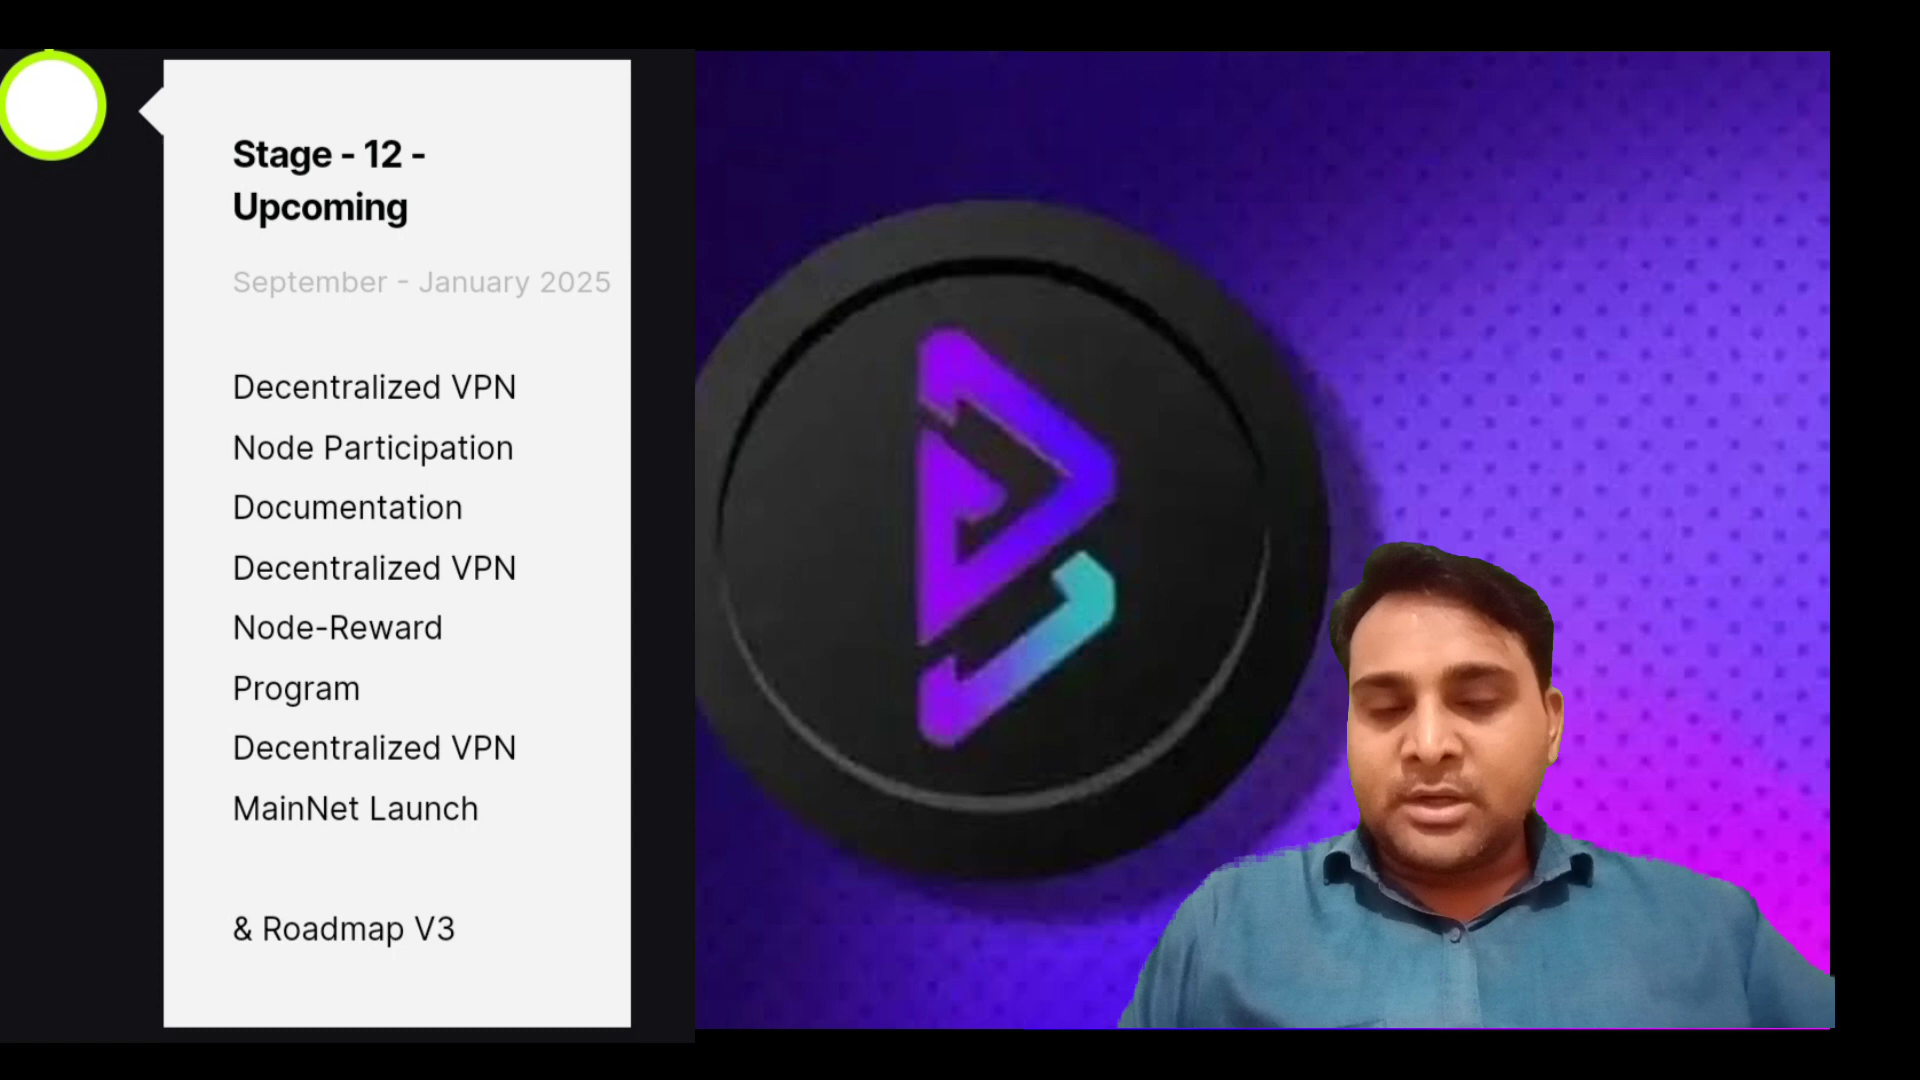 Stage - 12 -
Upcoming
September - January 2025
Decentralized VPN
Node Participation
Documentation
Decentralized VPN
Node-Reward
Program
Decentralized VPN
MainNet Launch
& Roadmap V3